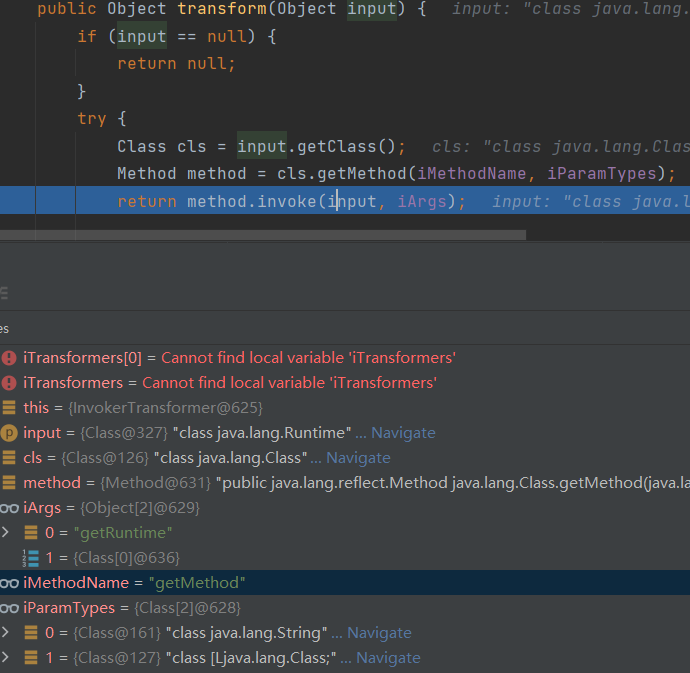 public Object transform(Object input) {   input: "class java.lang.
if (input == null) {
return null;
}
try {
Class cls = input.getClass();   cls: "class java.lang.Clas
Method method = cls.getMethod(iMethodName, iParamTypes);
return method.invoke(input, iArgs);   input: "class java.l
es
iTransformers[0] = Cannot find local variable 'iTransformers'
iTransformers = Cannot find local variable 'iTransformers'
this = {InvokerTransformer@625}
input = {Class@327} "class java.lang.Runtime" ... Navigate
cls = {Class@126} "class java.lang.Class" ... Navigate
method = {Method@631} "public java.lang.reflect.Method java.lang.Class.getMethod(java.la
iArgs = {Object[2]@629}
0 = "getRuntime"
1 = {Class[0]@636}
iMethodName = "getMethod"
iParamTypes = {Class[2]@628}
0 = {Class@161} "class java.lang.String" ... Navigate
1 = {Class@127} "class [Ljava.lang.Class;" ... Navigate